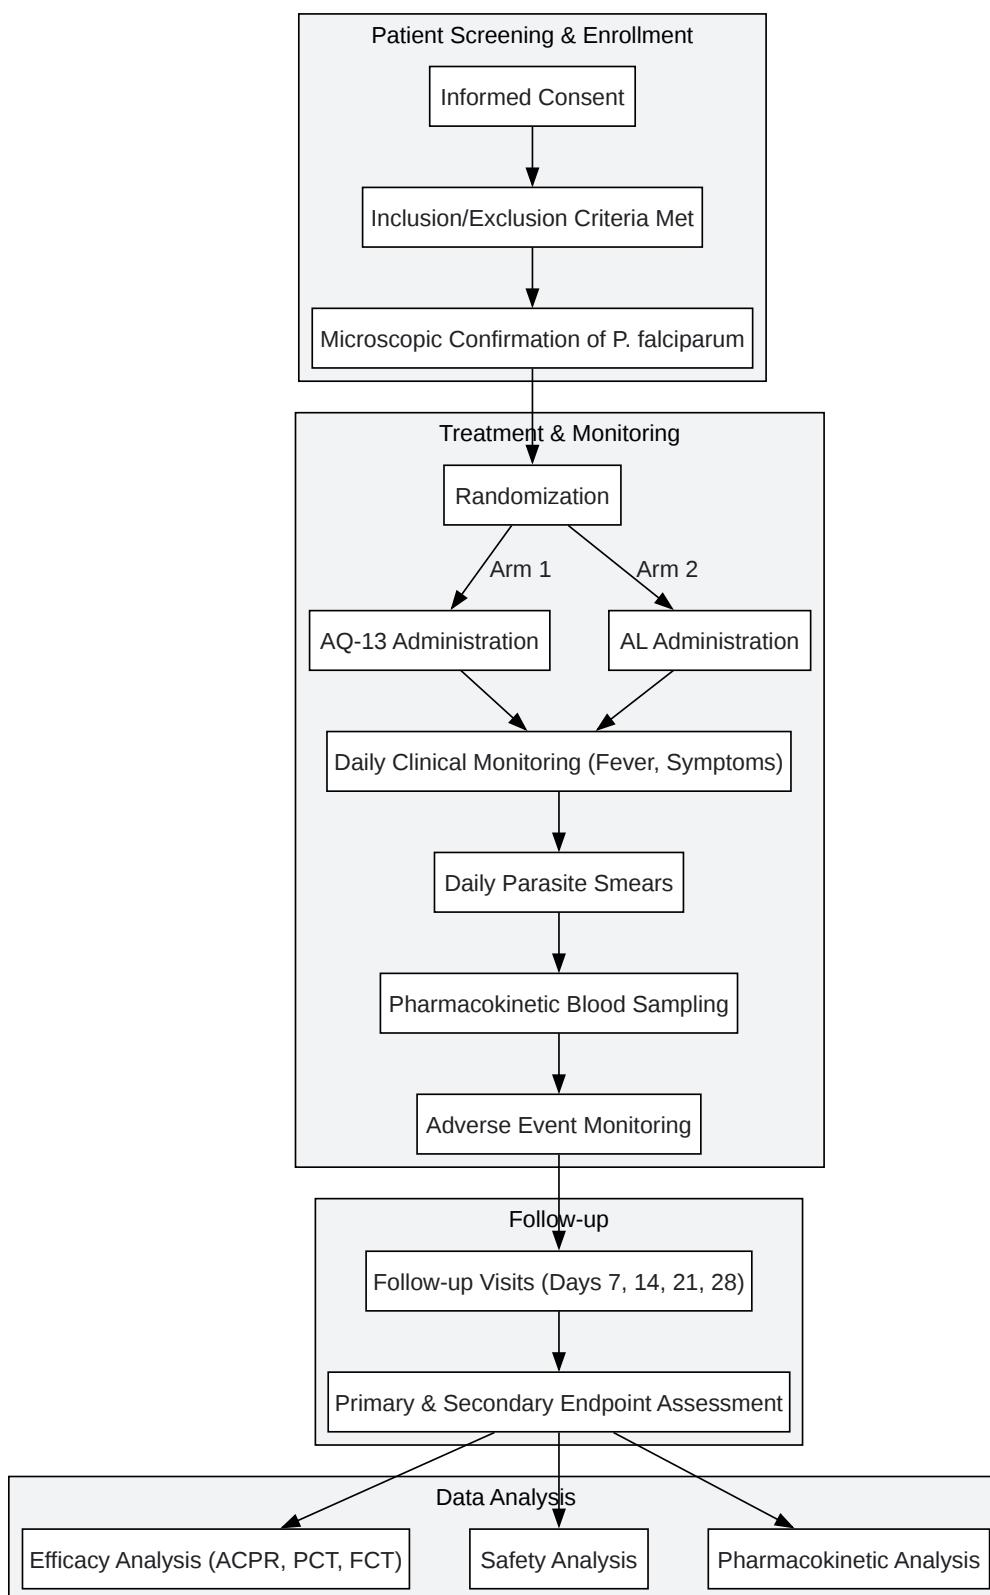 Patient Screening & Enrollment
Informed Consent
Inclusion/Exclusion Criteria Met
Microscopic Confirmation of P. falciparum
Treatment & Monitoring
Randomization
Arm 1
Arm 2
AQ-13 Administration
AL Administration
Daily Clinical Monitoring (Fever, Symptoms)
Daily Parasite Smears
Pharmacokinetic Blood Sampling
Adverse Event Monitoring
Follow-up
Follow-up Visits (Days 7, 14, 21, 28)
Primary & Secondary Endpoint Assessment
Data Analysis
Efficacy Analysis (ACPR, PCT, FCT)
Safety Analysis
Pharmacokinetic Analysis